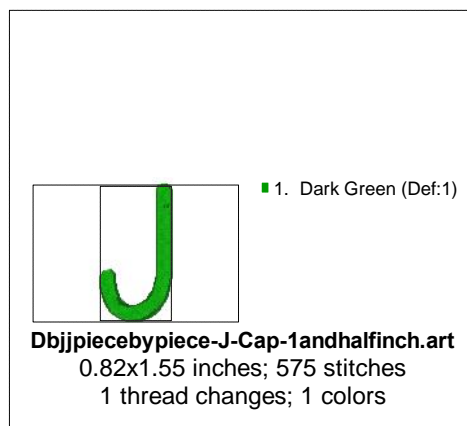 1. Dark Green (Def:1)
J
Dbjjpiecebypiece-J-Cap-1andhalfinch.art
0.82x1.55 inches; 575 stitches
1 thread changes; 1 colors